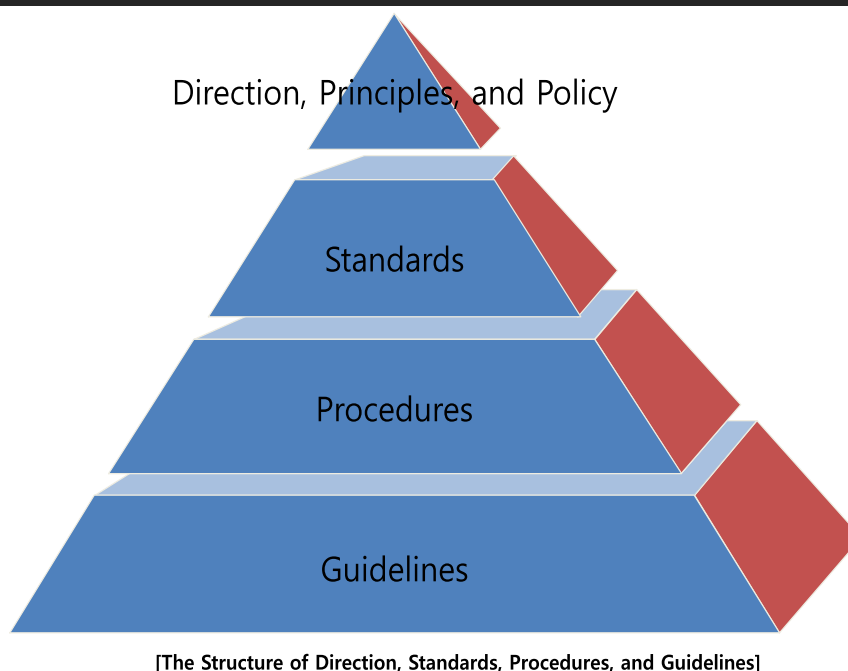 Direction, Principles, and Policy
Standards
Procedures
Guidelines
[The Structure of Direction, Standards, Procedures, and Guidelines]